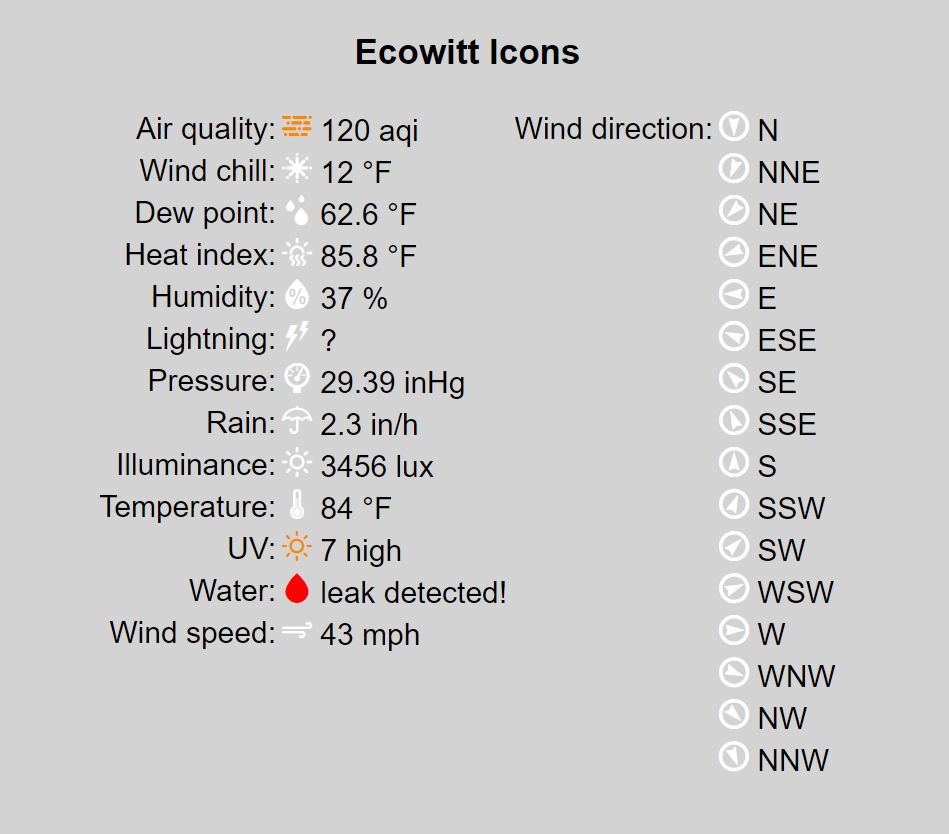 Ecowitt Icons
Air quality: 120 aqi
Wind chill: 12 °F
Dew point: 62.6 °F
Heat index: 85.8 °F
Humidity: % 37 %
Lightning: ?
Pressure: 29.39 inHg
Rain: 2.3 in/h
Illuminance: 3456 lux
Temperature: 84 °F
UV: 7 high
Water: leak detected!
Wind speed: 43 mph
Wind direction: N
NNE
NE
ENE
E
ESE
SE
SSE
S
SSW
SW
WSW
W
WNW
NW
NNW